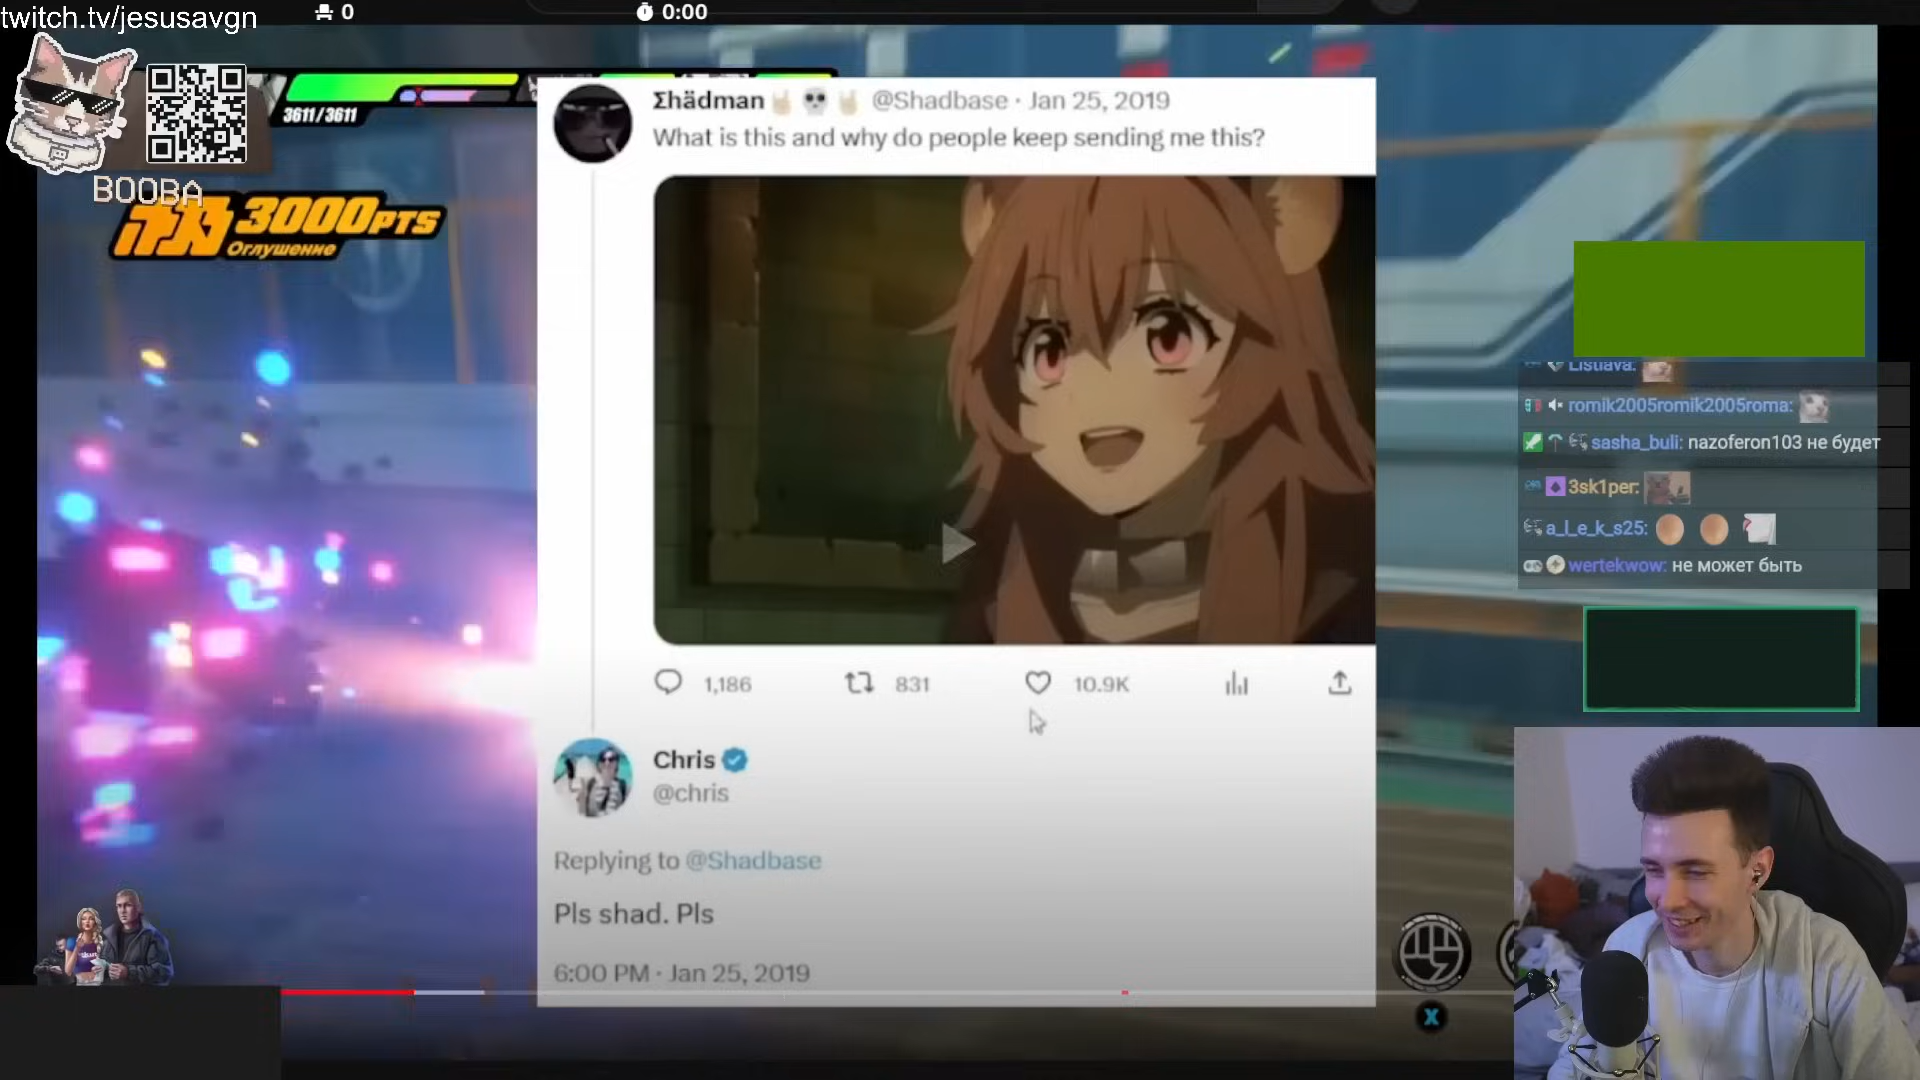 twitch.tv/jesusavgn
0
0:00
3611/3611
BOOBA
3000PTS
Оглушение
Σhädman @Shadbase · Jan 25, 2019
What is this and why do people keep sending me this?
1,186
831
10.9K
Chris
@chris
Replying to @Shadbase
Pls shad. Pls
6:00 PM · Jan 25, 2019
Listlava:
romik2005romik2005roma:
sasha_buli: nazoferon103 не будет
3sk1per:
a_l_e_k_s25:
wertekwow: не может быть
X